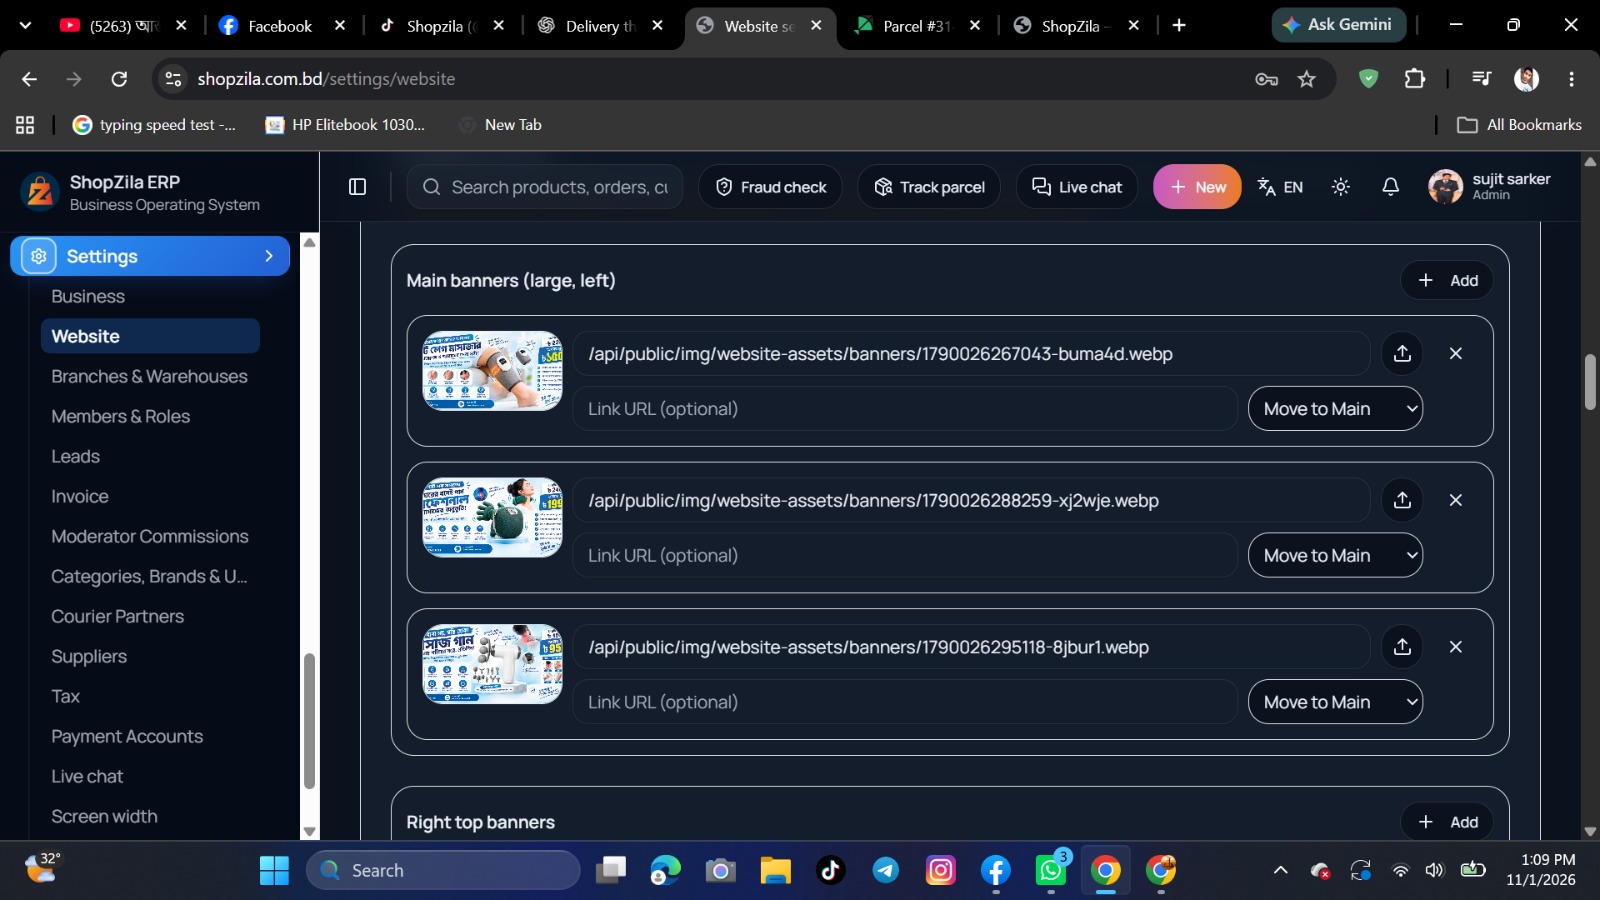 (5263) আর
Facebook
Shopzila (
Delivery th
Website se
Parcel #31
ShopZila –
Ask Gemini
shopzila.com.bd/settings/website
typing speed test -...
HP Elitebook 1030...
New Tab
All Bookmarks
ShopZila ERP
Business Operating System
Search products, orders, cu
Fraud check
Track parcel
Live chat
+ New
EN
sujit sarker
Admin
Settings
Business
Website
Branches & Warehouses
Members & Roles
Leads
Invoice
Moderator Commissions
Categories, Brands & U...
Courier Partners
Suppliers
Tax
Payment Accounts
Live chat
Screen width
Main banners (large, left)
+ Add
/api/public/img/website-assets/banners/1790026267043-buma4d.webp
Link URL (optional)
Move to Main
/api/public/img/website-assets/banners/1790026288259-xj2wje.webp
Link URL (optional)
Move to Main
/api/public/img/website-assets/banners/1790026295118-8jbur1.webp
Link URL (optional)
Move to Main
Right top banners
+ Add
32°
Search
3
1:09 PM
11/1/2026